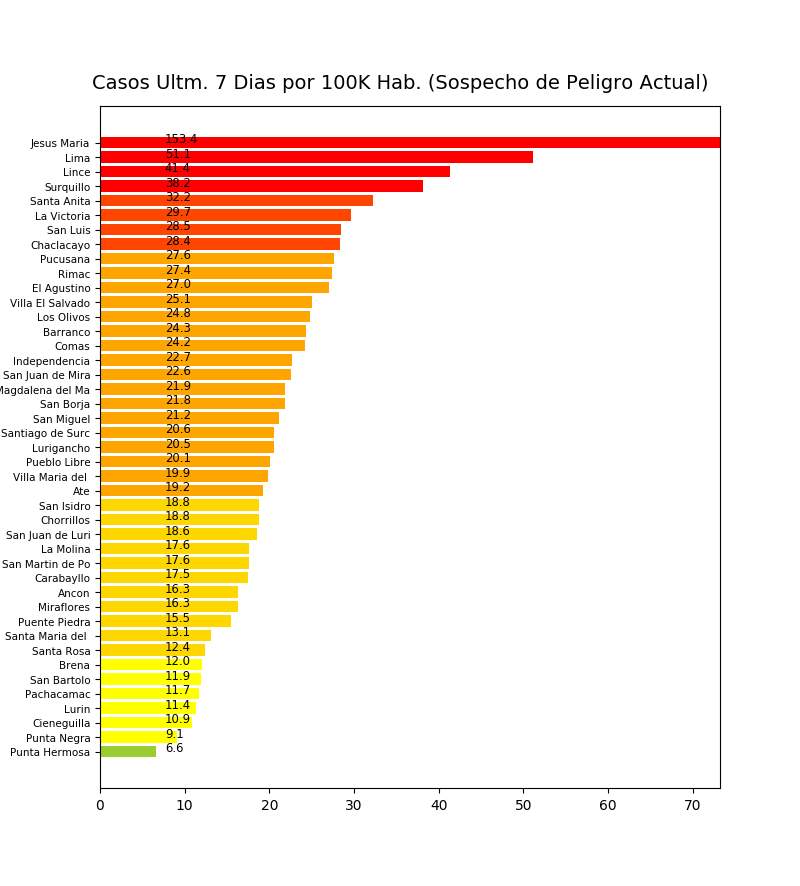 Casos Ultm. 7 Dias por 100K Hab. (Sospecho de Peligro Actual)
Jesus Maria 153.4
Lima 51.1
Lince 41.4
Surquillo 38.2
Santa Anita 32.2
La Victoria 29.7
San Luis 28.5
Chaclacayo 28.4
Pucusana 27.6
Rimac 27.4
El Agustino 27.0
Villa El Salvado 25.1
Los Olivos 24.8
Barranco 24.3
Comas 24.2
Independencia 22.7
San Juan de Mira 22.6
Magdalena del Ma 21.9
San Borja 21.8
San Miguel 21.2
Santiago de Surc 20.6
Lurigancho 20.5
Pueblo Libre 20.1
Villa Maria del 19.9
Ate 19.2
San Isidro 18.8
Chorrillos 18.8
San Juan de Luri 18.6
La Molina 17.6
San Martin de Po 17.6
Carabayllo 17.5
Ancon 16.3
Miraflores 16.3
Puente Piedra 15.5
Santa Maria del 13.1
Santa Rosa 12.4
Brena 12.0
San Bartolo 11.9
Pachacamac 11.7
Lurin 11.4
Cieneguilla 10.9
Punta Negra 9.1
Punta Hermosa 6.6
0 10 20 30 40 50 60 70